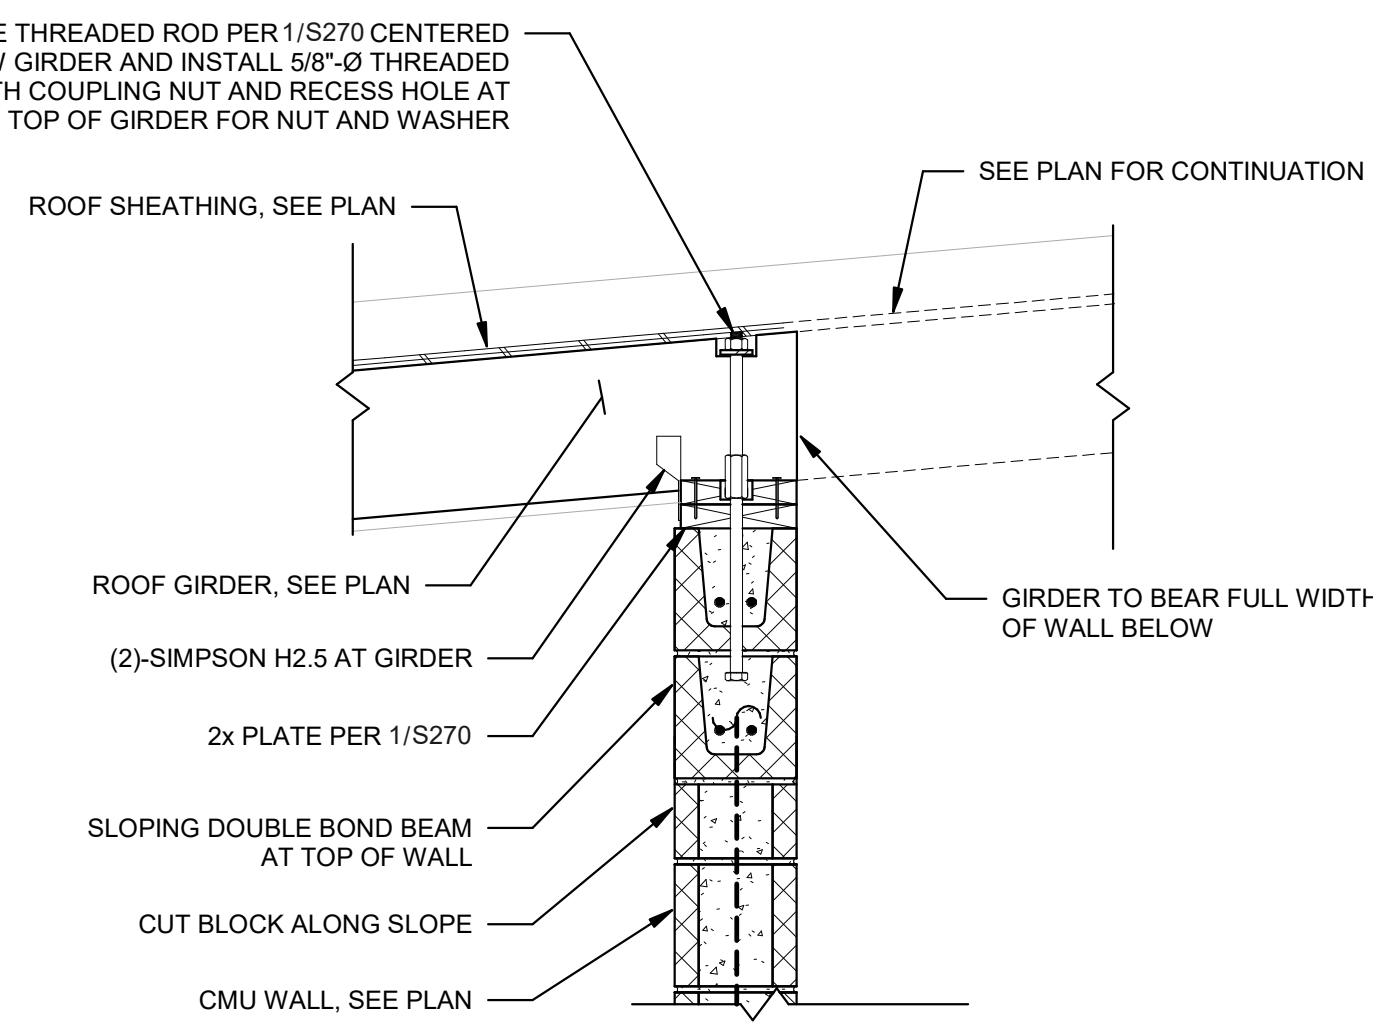 THREADED ROD PER 1/S270 CENTERED
GIRDER AND INSTALL 5/8"-Ø THREADED
COUPLING NUT AND RECESS HOLE AT
TOP OF GIRDER FOR NUT AND WASHER
SEE PLAN FOR CONTINUATION
ROOF SHEATHING, SEE PLAN
ROOF GIRDER, SEE PLAN
GIRDER TO BEAR FULL WIDTH
OF WALL BELOW
(2)-SIMPSON H2.5 AT GIRDER
2x PLATE PER 1/S270
SLOPING DOUBLE BOND BEAM
AT TOP OF WALL
CUT BLOCK ALONG SLOPE
CMU WALL, SEE PLAN